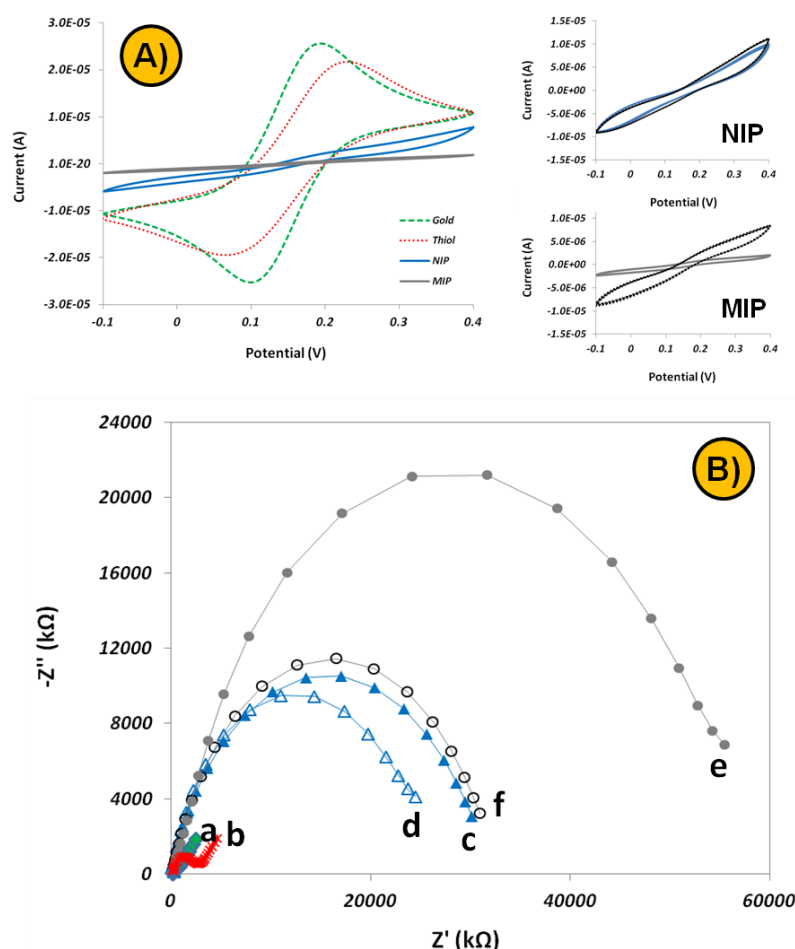 A)
3.0E-05
2.0E-05
1.0E-05
1.0E-20
-1.0E-05
-2.0E-05
-3.0E-05
Current (A)
-0.1 0 0.1 0.2 0.3 0.4
Potential (V)
Gold
Thiol
NIP
MIP
1.5E-05
1.0E-05
5.0E-06
0.0E+00
-5.0E-06
-1.0E-05
-1.5E-05
Current (A)
NIP
-0.1 0 0.1 0.2 0.3 0.4
Potential (V)
1.0E-05
5.0E-06
0.0E+00
-5.0E-06
-1.0E-05
-1.5E-05
Current (A)
MIP
-0.1 0 0.1 0.2 0.3 0.4
Potential (V)
B)
24000
20000
16000
12000
8000
4000
0
-Z'' (kΩ)
a b d c f e
0 20000 40000 60000
Z' (kΩ)